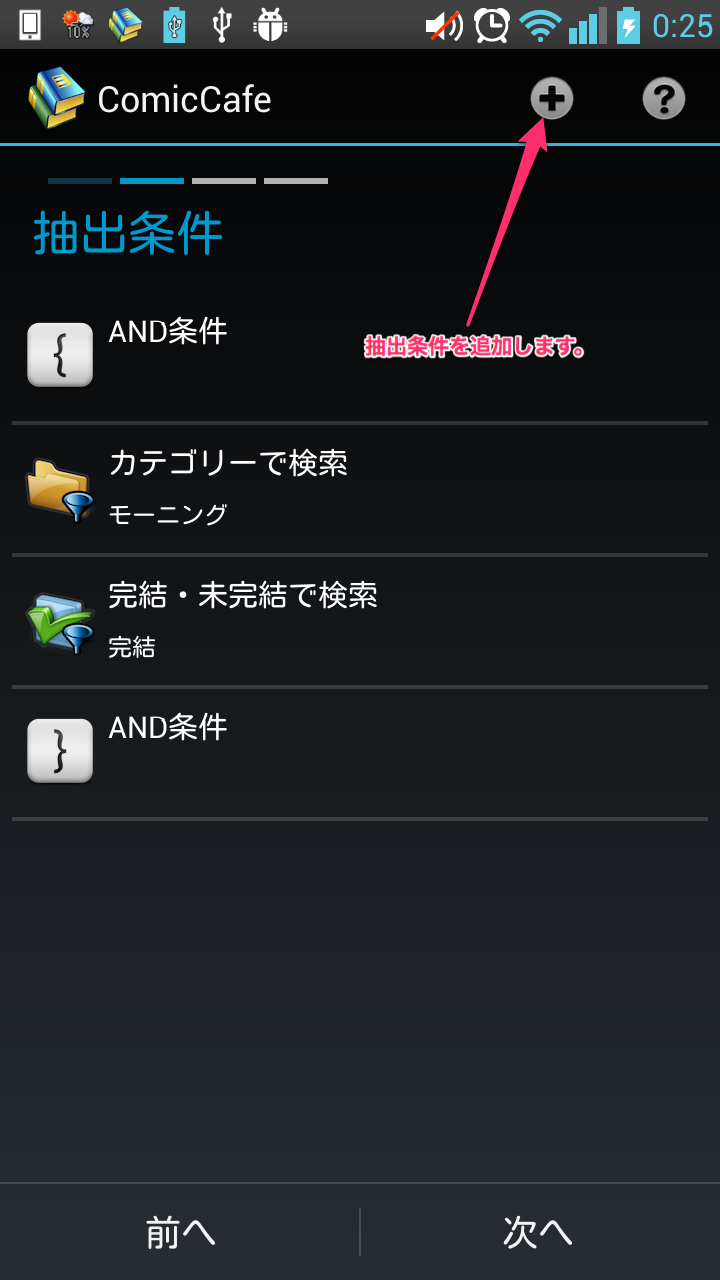 10%
0:25
ComicCafe
抽出条件
抽出条件を追加します。
{
AND条件
カテゴリーで検索
モーニング
完結・未完結で検索
完結
}
AND条件
前へ
次へ